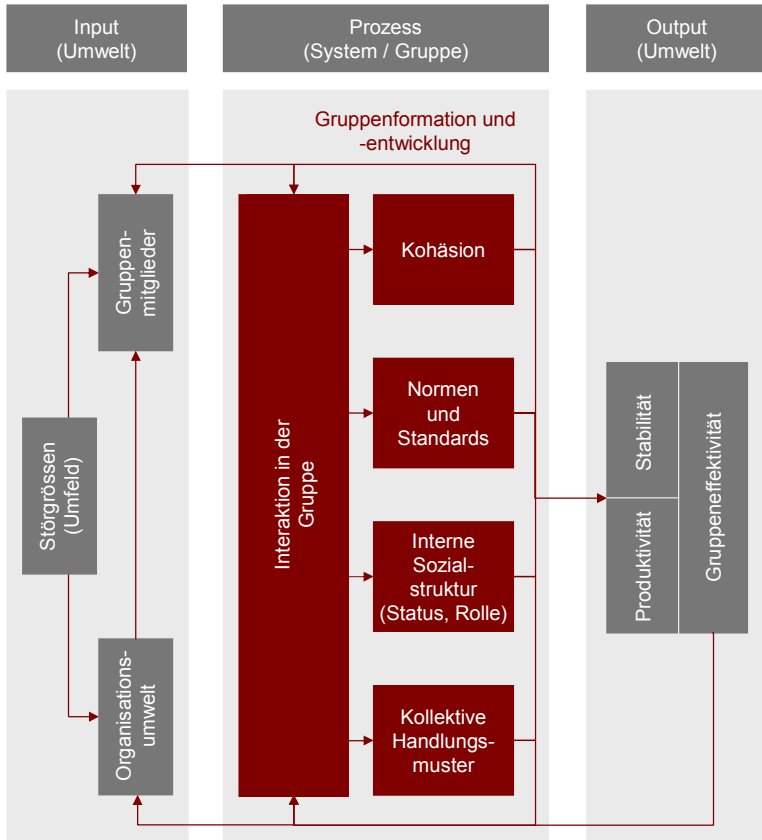 Input
(Umwelt)
Prozess
(System / Gruppe)
Output
(Umwelt)
Gruppenformation und
-entwicklung
Gruppen-
mitglieder
Störgrössen
(Umfeld)
Organisations-
umwelt
Interaktion in der
Gruppe
Kohäsion
Normen
und
Standards
Interne
Sozial-
struktur
(Status, Rolle)
Kollektive
Handlungs-
muster
Stabilität
Produktivität
Gruppeneffektivität